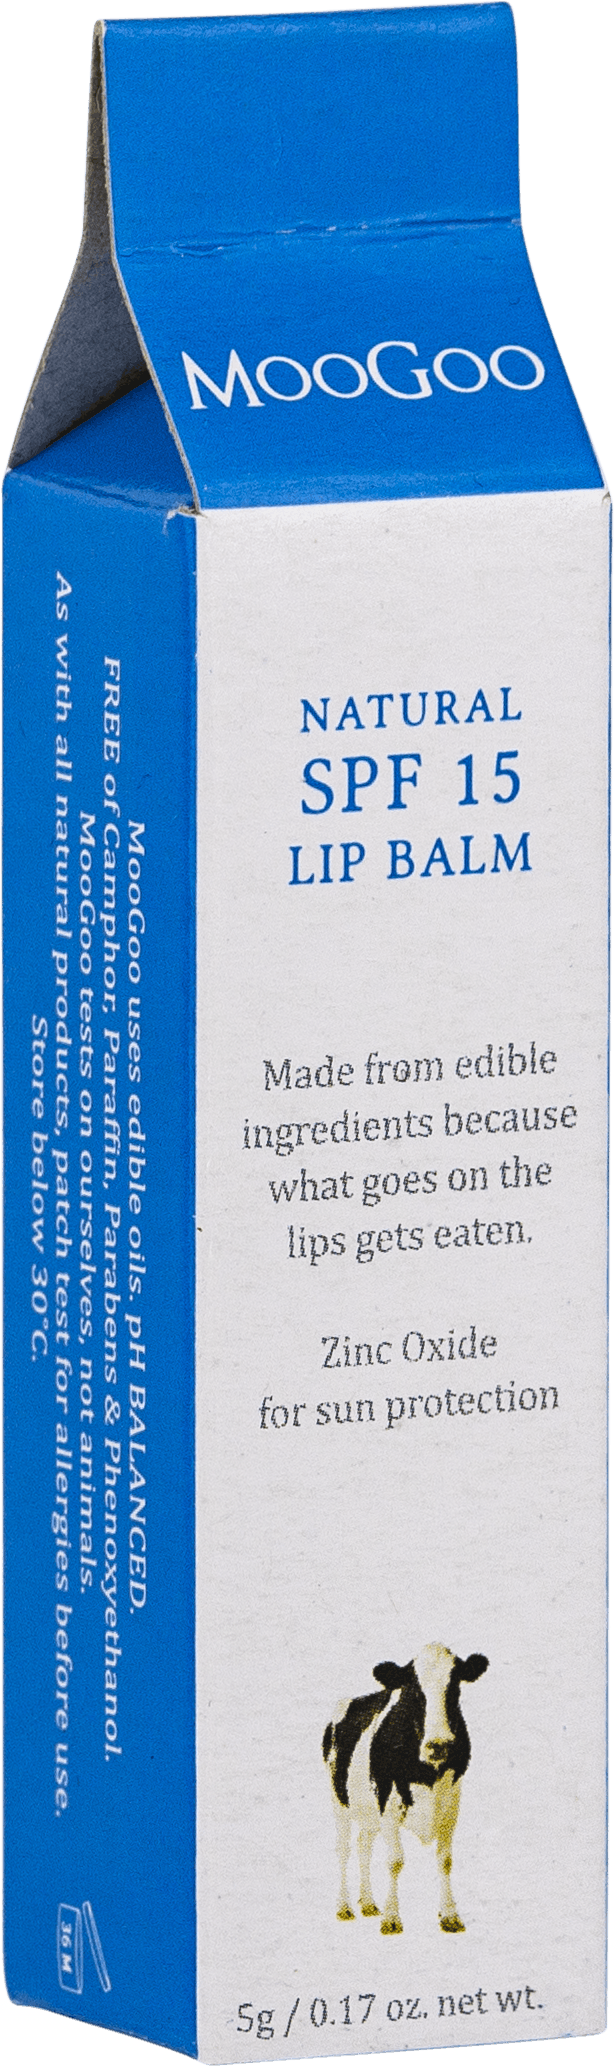 MooGoo
NATURAL
SPF 15
LIP BALM
Made from edible
ingredients because
what goes on the
lips gets eaten.
Zinc Oxide
for sun protection
5g / 0.17 oz. net wt.
MooGoo uses edible oils. pH BALANCED.
FREE of Camphor, Paraffin, Parabens & Phenoxyethanol.
MooGoo tests on ourselves, not animals.
As with all natural products, patch test for allergies before use.
Store below 30°C.
36M